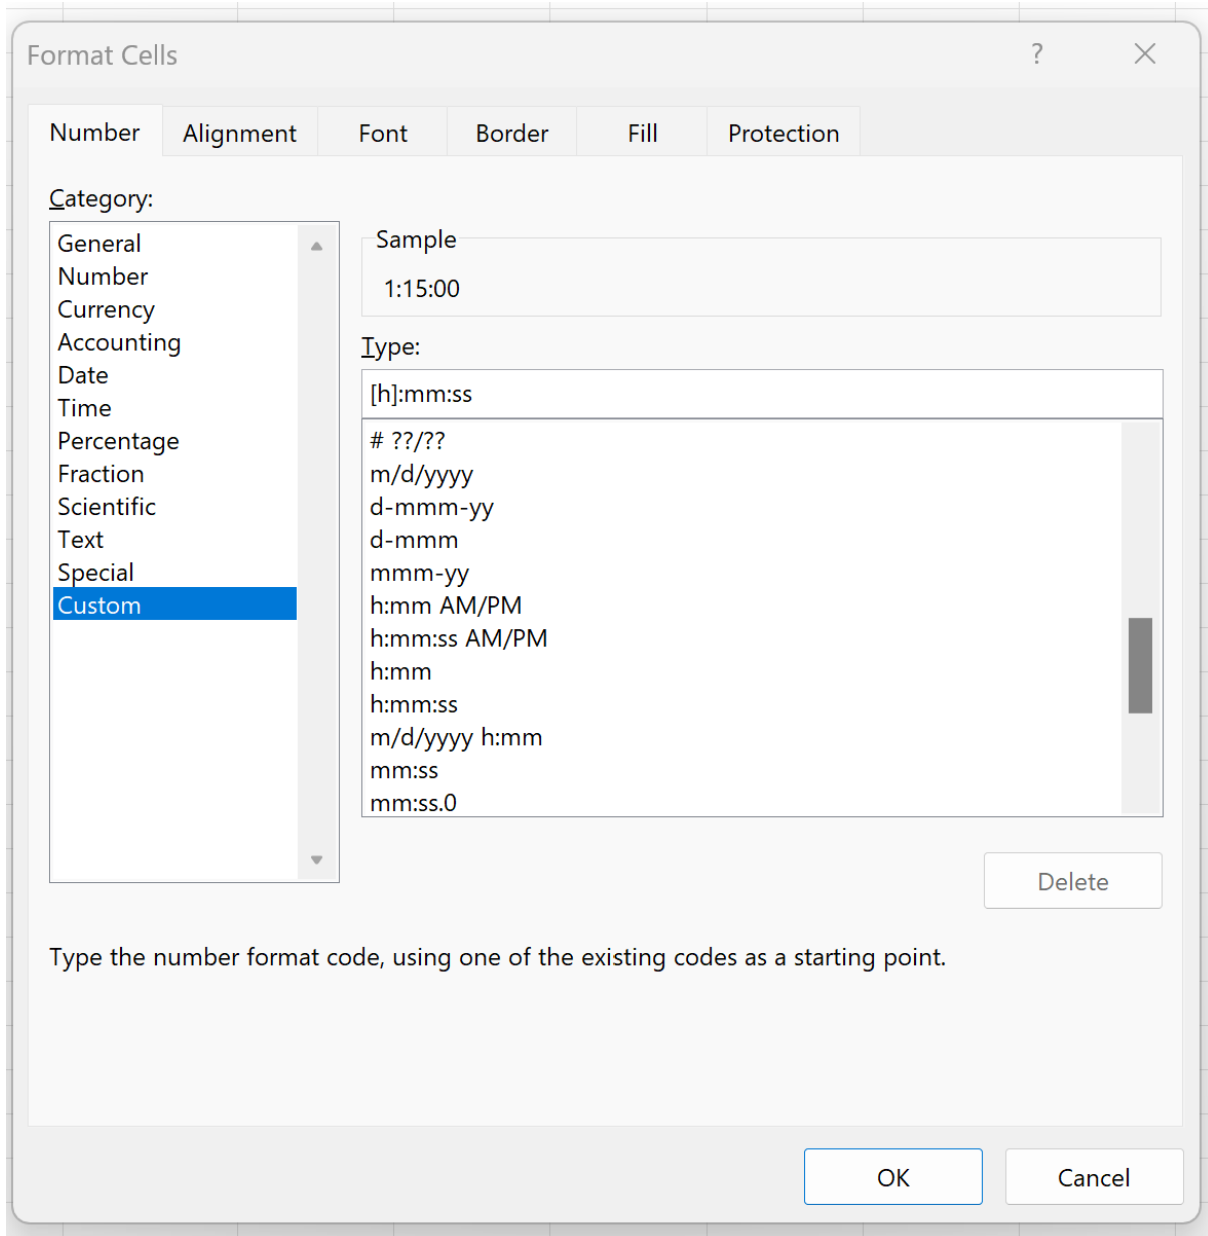 Format Cells
?
Number Alignment Font Border Fill Protection
Category:
General
Number
Currency
Accounting
Date
Time
Percentage
Fraction
Scientific
Text
Special
Custom
Sample
1:15:00
Type:
[h]:mm:ss
# ??/??
m/d/yyyy
d-mmm-yy
d-mmm
mmm-yy
h:mm AM/PM
h:mm:ss AM/PM
h:mm
h:mm:ss
m/d/yyyy h:mm
mm:ss
mm:ss.0
Delete
Type the number format code, using one of the existing codes as a starting point.
OK Cancel